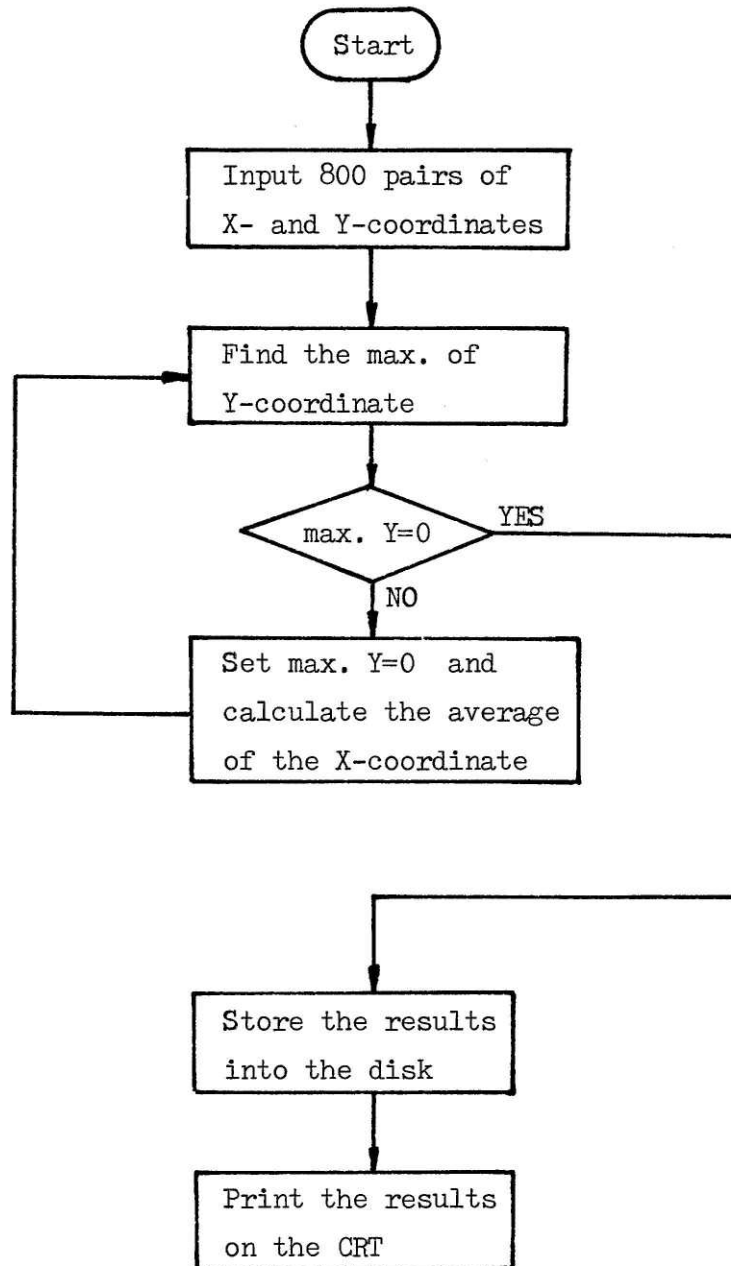 Start
Input 800 pairs of
X- and Y-coordinates
Find the max. of
Y-coordinate
max. Y=0
YES
NO
Set max. Y=0 and
calculate the average
of the X-coordinate
Store the results
into the disk
Print the results
on the CRT